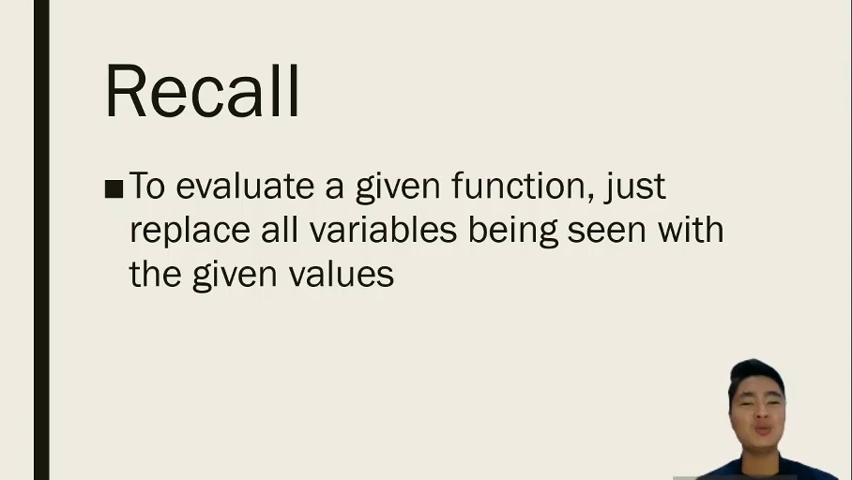 Recall
■To evaluate a given function, just
replace all variables being seen with
the given values